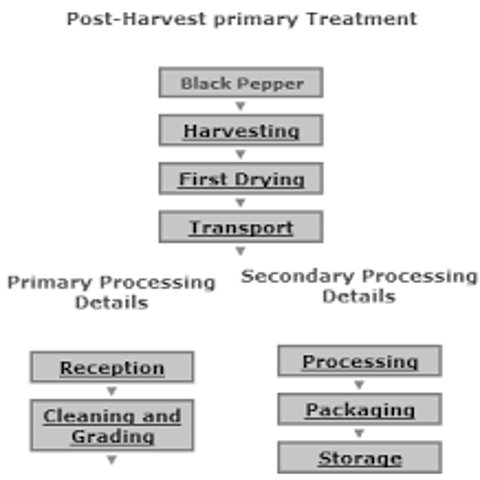 Post-Harvest primary Treatment
Black Pepper
Harvesting
First Drying
Transport
Primary Processing
Details
Reception
Cleaning and
Grading
Secondary Processing
Details
Processing
Packaging
Storage